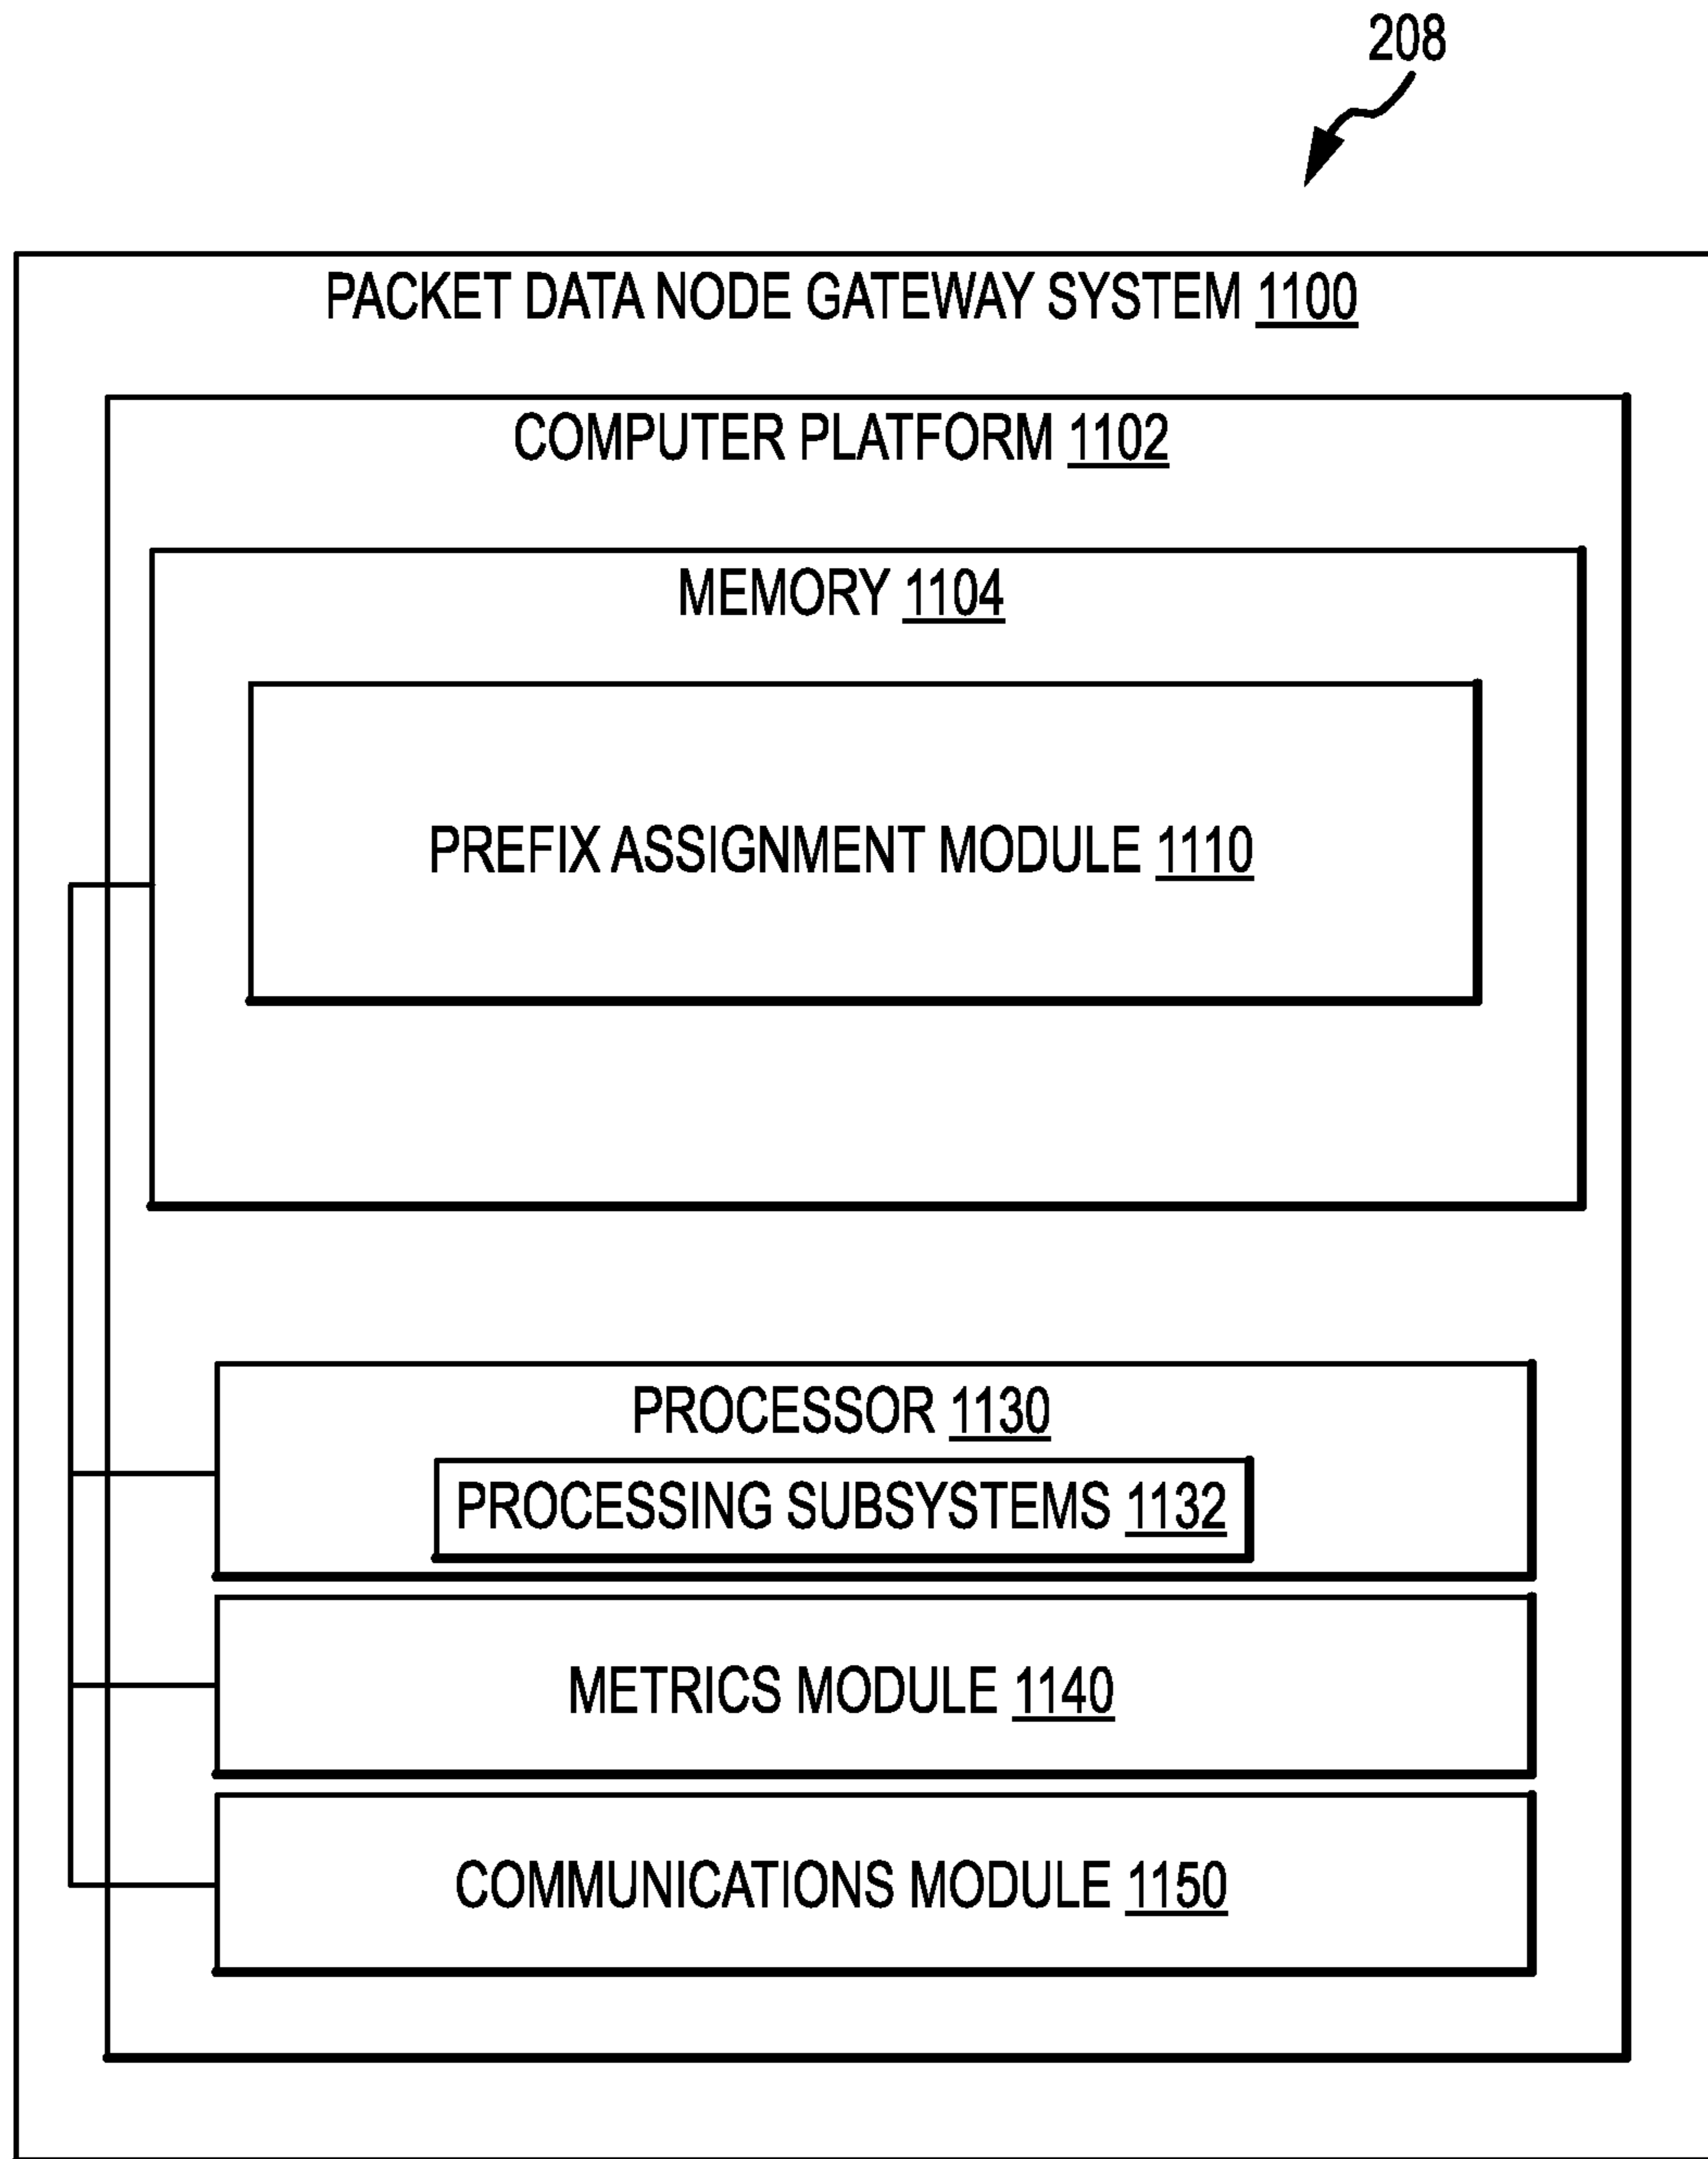 208
PACKET DATA NODE GATEWAY SYSTEM 1100
COMPUTER PLATFORM 1102
MEMORY 1104
PREFIX ASSIGNMENT MODULE 1110
PROCESSOR 1130
PROCESSING SUBSYSTEMS 1132
METRICS MODULE 1140
COMMUNICATIONS MODULE 1150